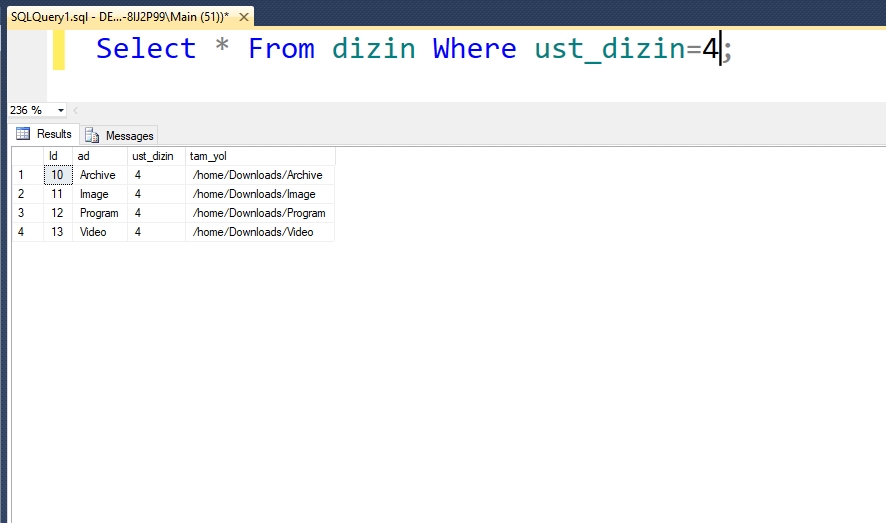 SQLQuery1.sql - DE...-8IJ2P99\Main (51))*
Select * From dizin Where ust_dizin=4;
236 %
Results Messages
Id ad ust_dizin tam_yol
1 10 Archive 4 /home/Downloads/Archive
2 11 Image 4 /home/Downloads/Image
3 12 Program 4 /home/Downloads/Program
4 13 Video 4 /home/Downloads/Video